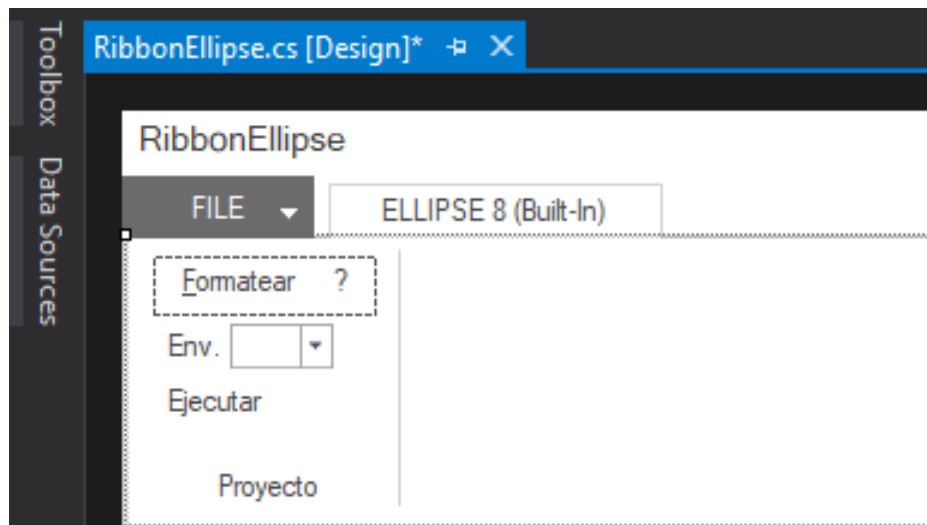 Toolbox
Data Sources
RibbonEllipse.cs [Design]*
RibbonEllipse
FILE
ELLIPSE 8 (Built-In)
Formatear ?
Env.
Ejecutar
Proyecto